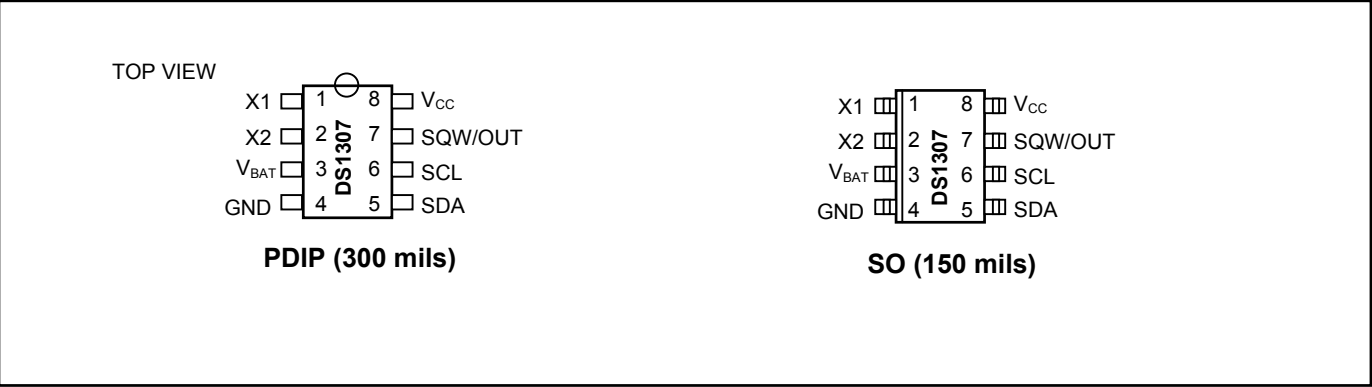 TOP VIEW
X1 1 8 VCC
X2 2 7 SQW/OUT
VBAT 3 6 SCL
GND 4 5 SDA
DS1307
PDIP (300 mils)
X1 1 8 VCC
X2 2 7 SQW/OUT
VBAT 3 6 SCL
GND 4 5 SDA
DS1307
SO (150 mils)